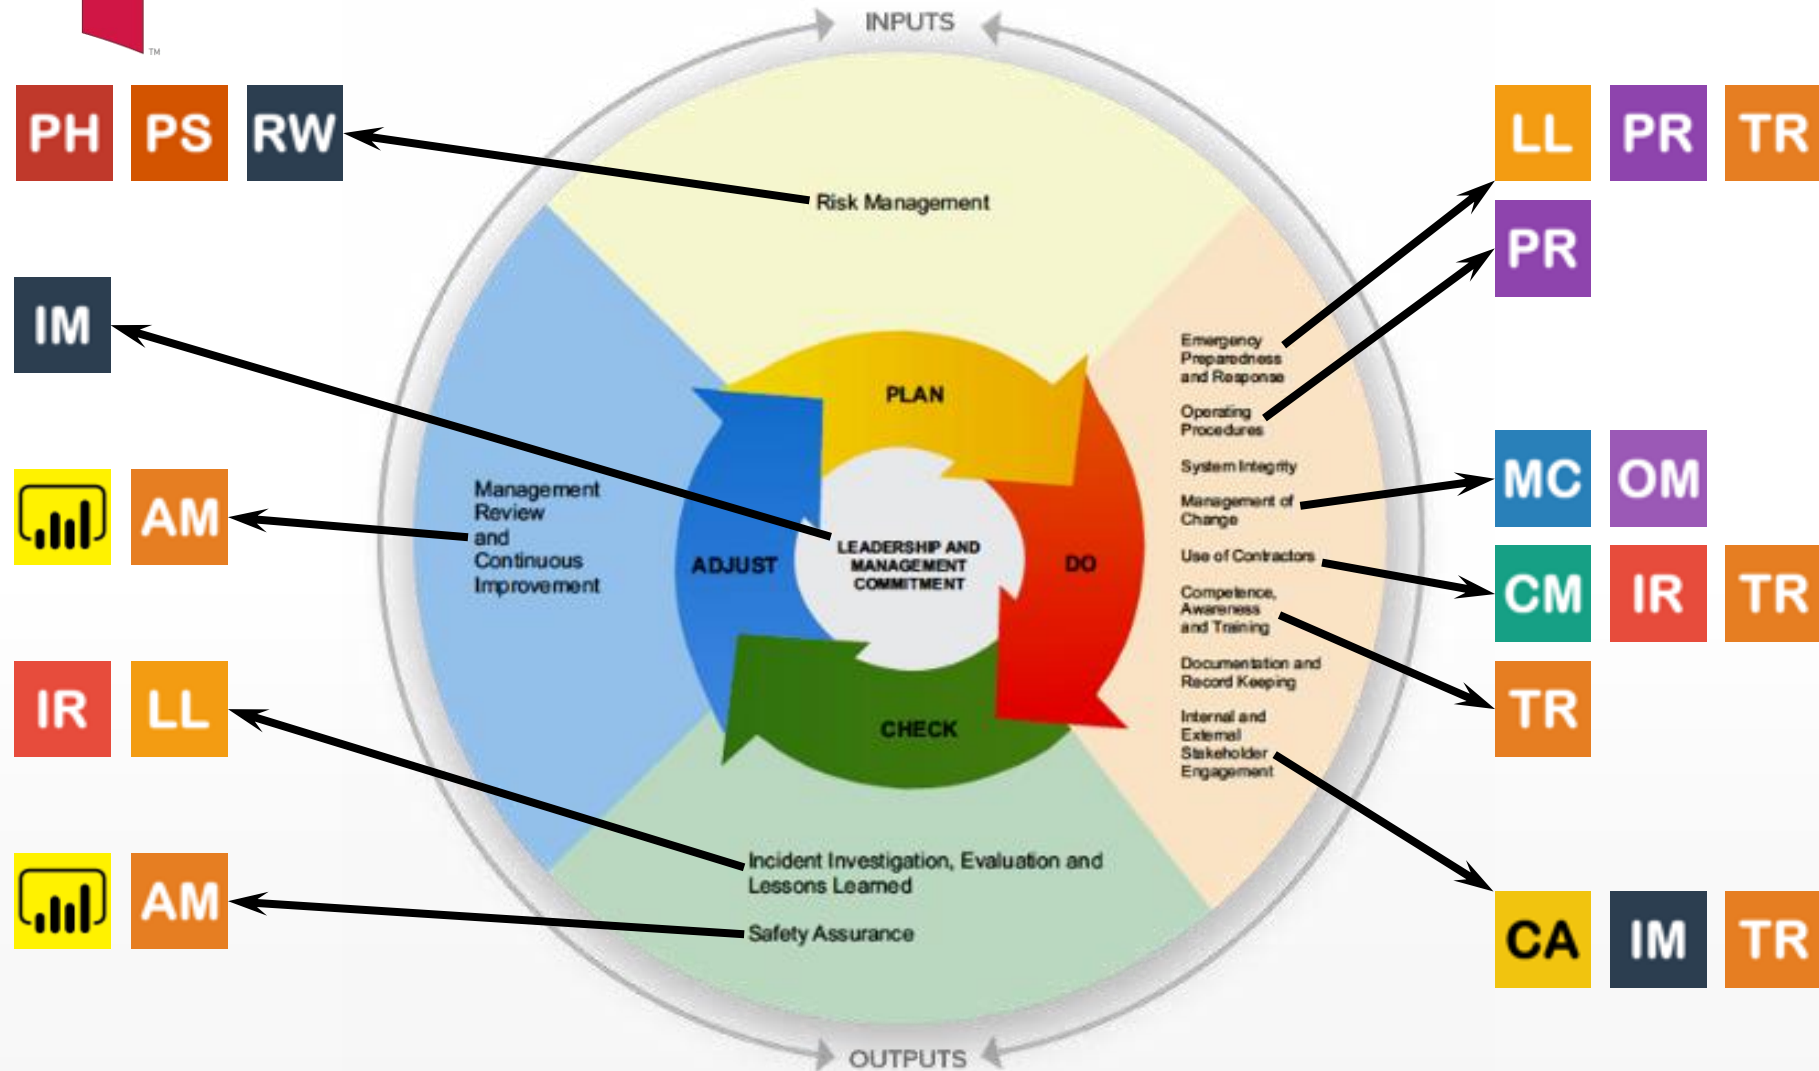 TM
INPUTS
PH PS RW
LL PR TR
PR
Risk Management
IM
Emergency
Preparedness
and Response
Operating
Procedures
System Integrity
Management of
Change
Use of Contractors
Competence,
Awareness
and Training
Documentation and
Record Keeping
Internal and
External
Stakeholder
Engagement
PLAN
DO
CHECK
ADJUST
LEADERSHIP AND
MANAGEMENT
COMMITMENT
Management
Review
and
Continuous
Improvement
AM
MC OM
CM IR TR
TR
IR LL
Incident Investigation, Evaluation and
Lessons Learned
Safety Assurance
AM
CA IM TR
OUTPUTS